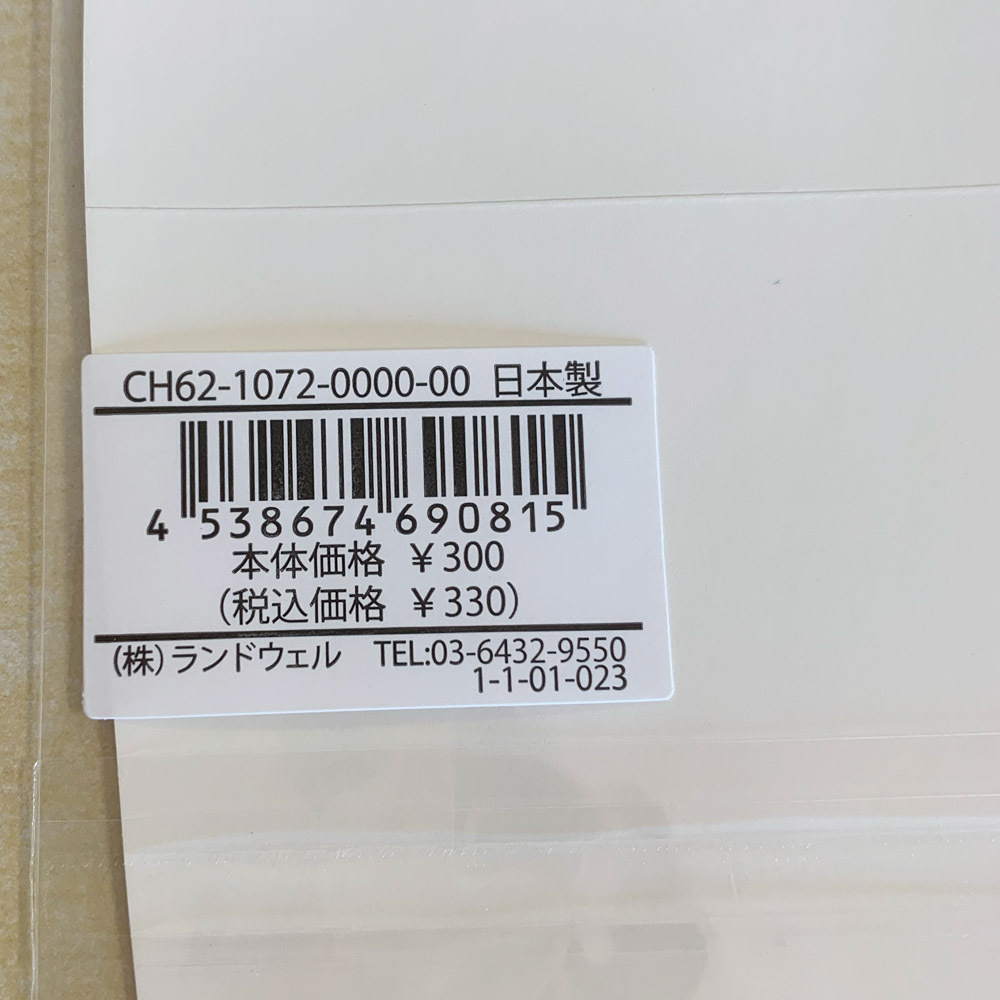 CH62-1072-0000-00 日本製
4 538674 690815
本体価格 ￥300
(税込価格 ￥330)
(株)ランドウェル TEL:03-6432-9550
1-1-01-023